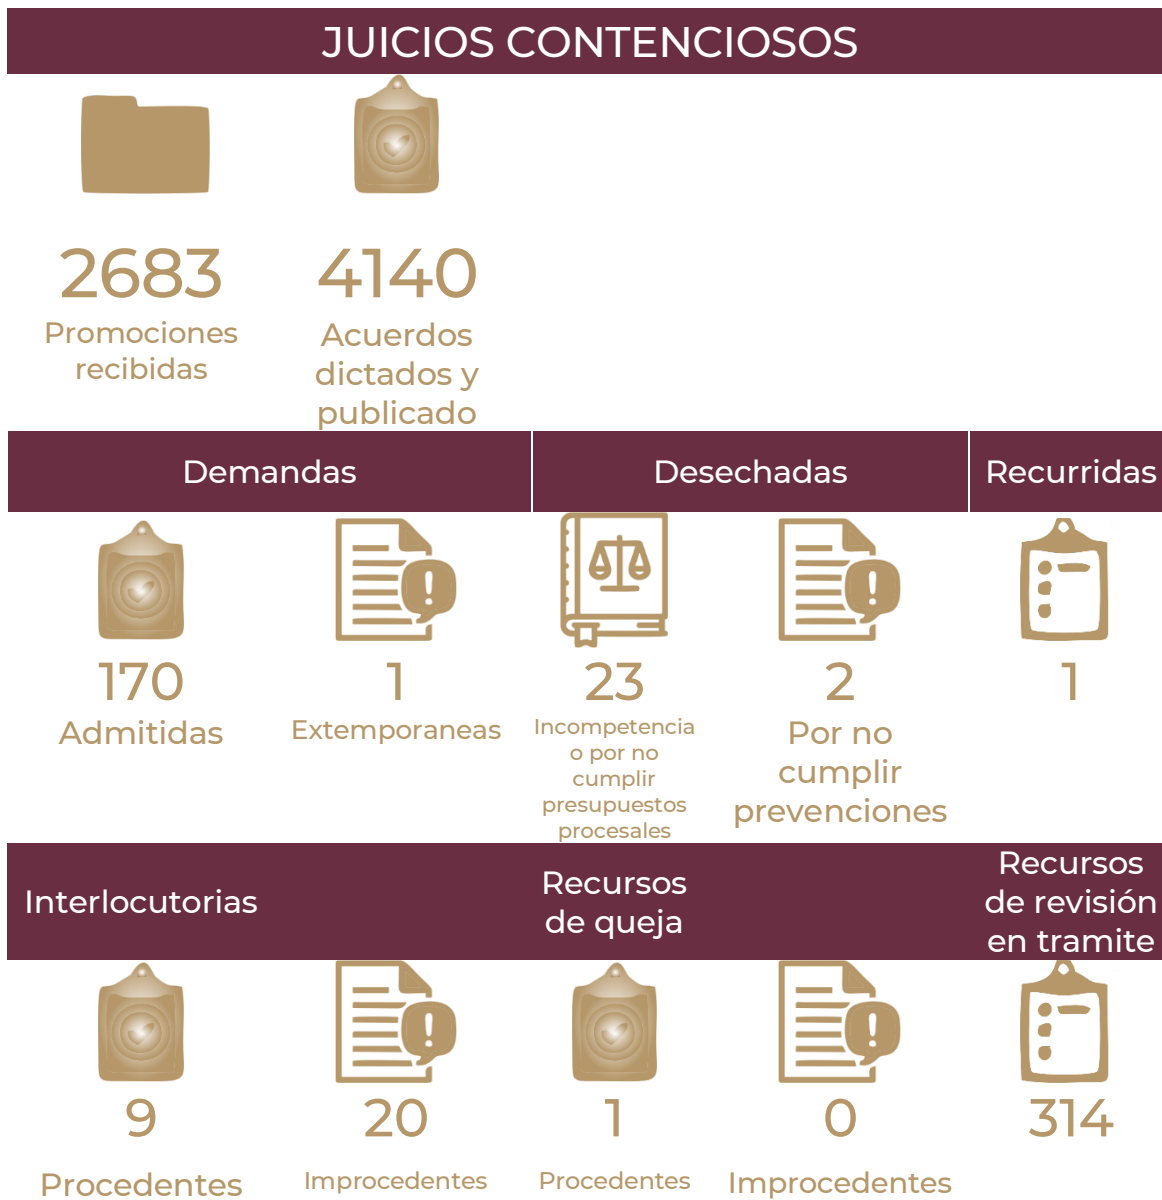 JUICIOS CONTENCIOSOS
2683
Promociones
recibidas
4140
Acuerdos
dictados y
publicado
Demandas
Desechadas
Recurridas
170
Admitidas
1
Extemporaneas
23
Incompetencia
o por no
cumplir
presupuestos
procesales
2
Por no
cumplir
prevenciones
1
Interlocutorias
Recursos
de queja
Recursos
de revisión
en tramite
9
Procedentes
20
Improcedentes
1
Procedentes
0
Improcedentes
314